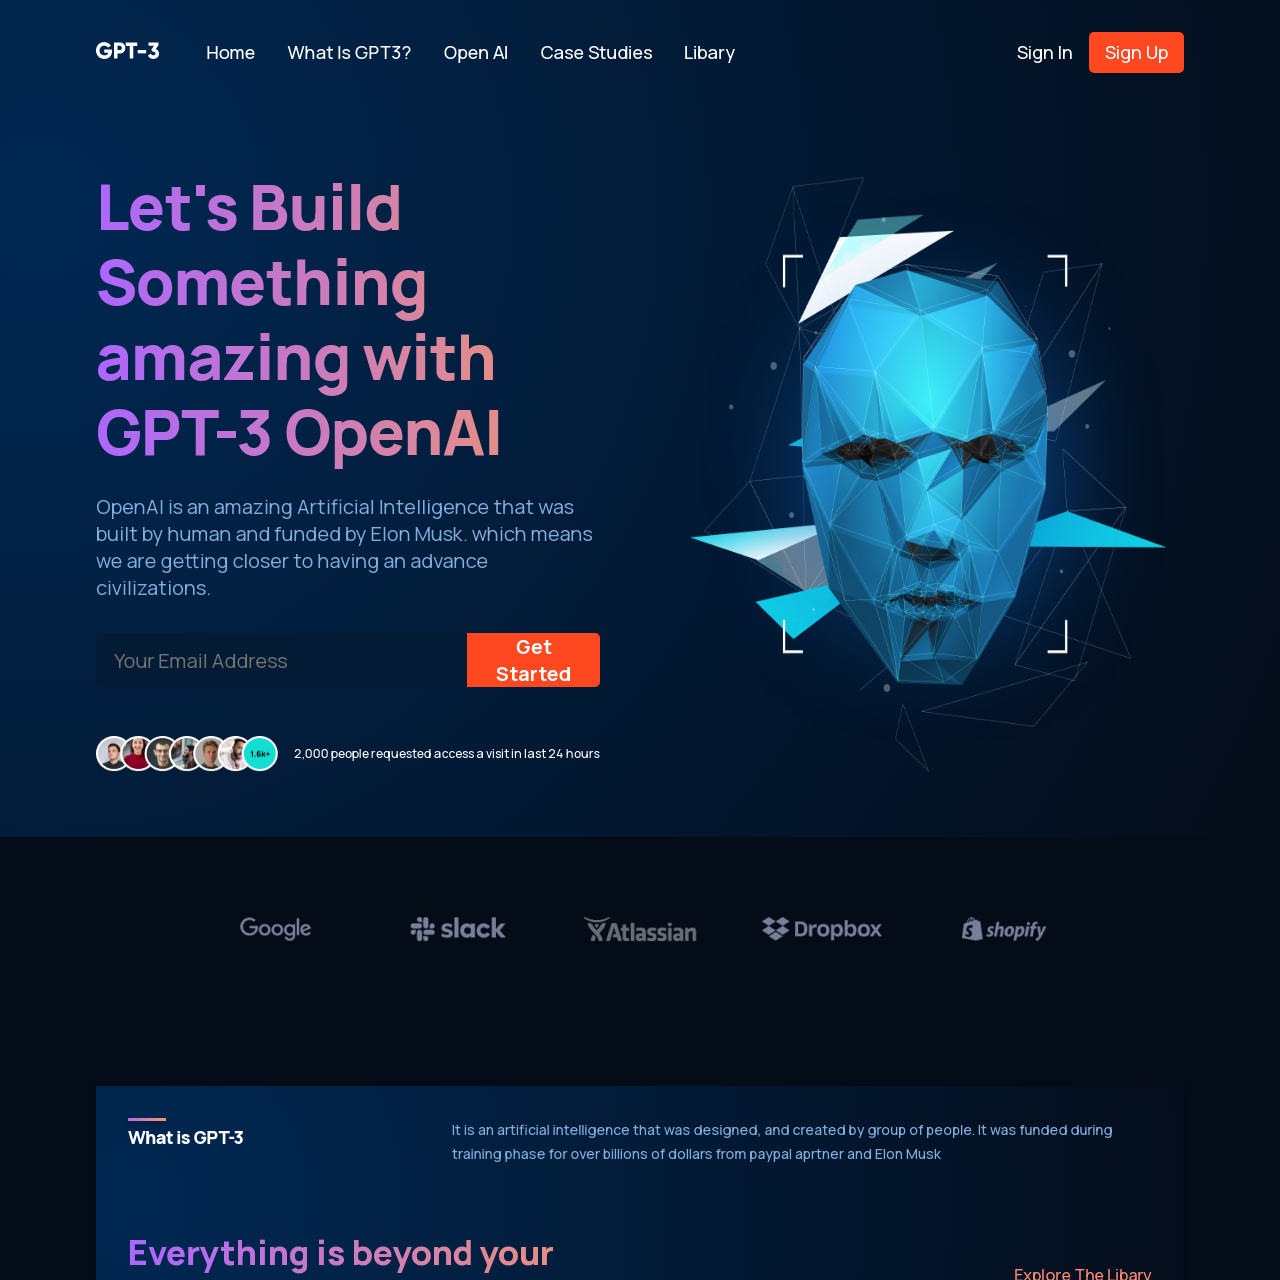 GPT-3 Home What Is GPT3? Open AI Case Studies Libary Sign In Sign Up
Let's Build
Something
amazing with
GPT-3 OpenAI
OpenAI is an amazing Artificial Intelligence that was
built by human and funded by Elon Musk. which means
we are getting closer to having an advance
civilizations.
Your Email Address
Get
Started
1.6k+
2,000 people requested access a visit in last 24 hours
Google slack Atlassian Dropbox shopify
What is GPT-3
It is an artificial intelligence that was designed, and created by group of people. It was funded during
training phase for over billions of dollars from paypal aprtner and Elon Musk
Everything is beyond your
Explore The Libary